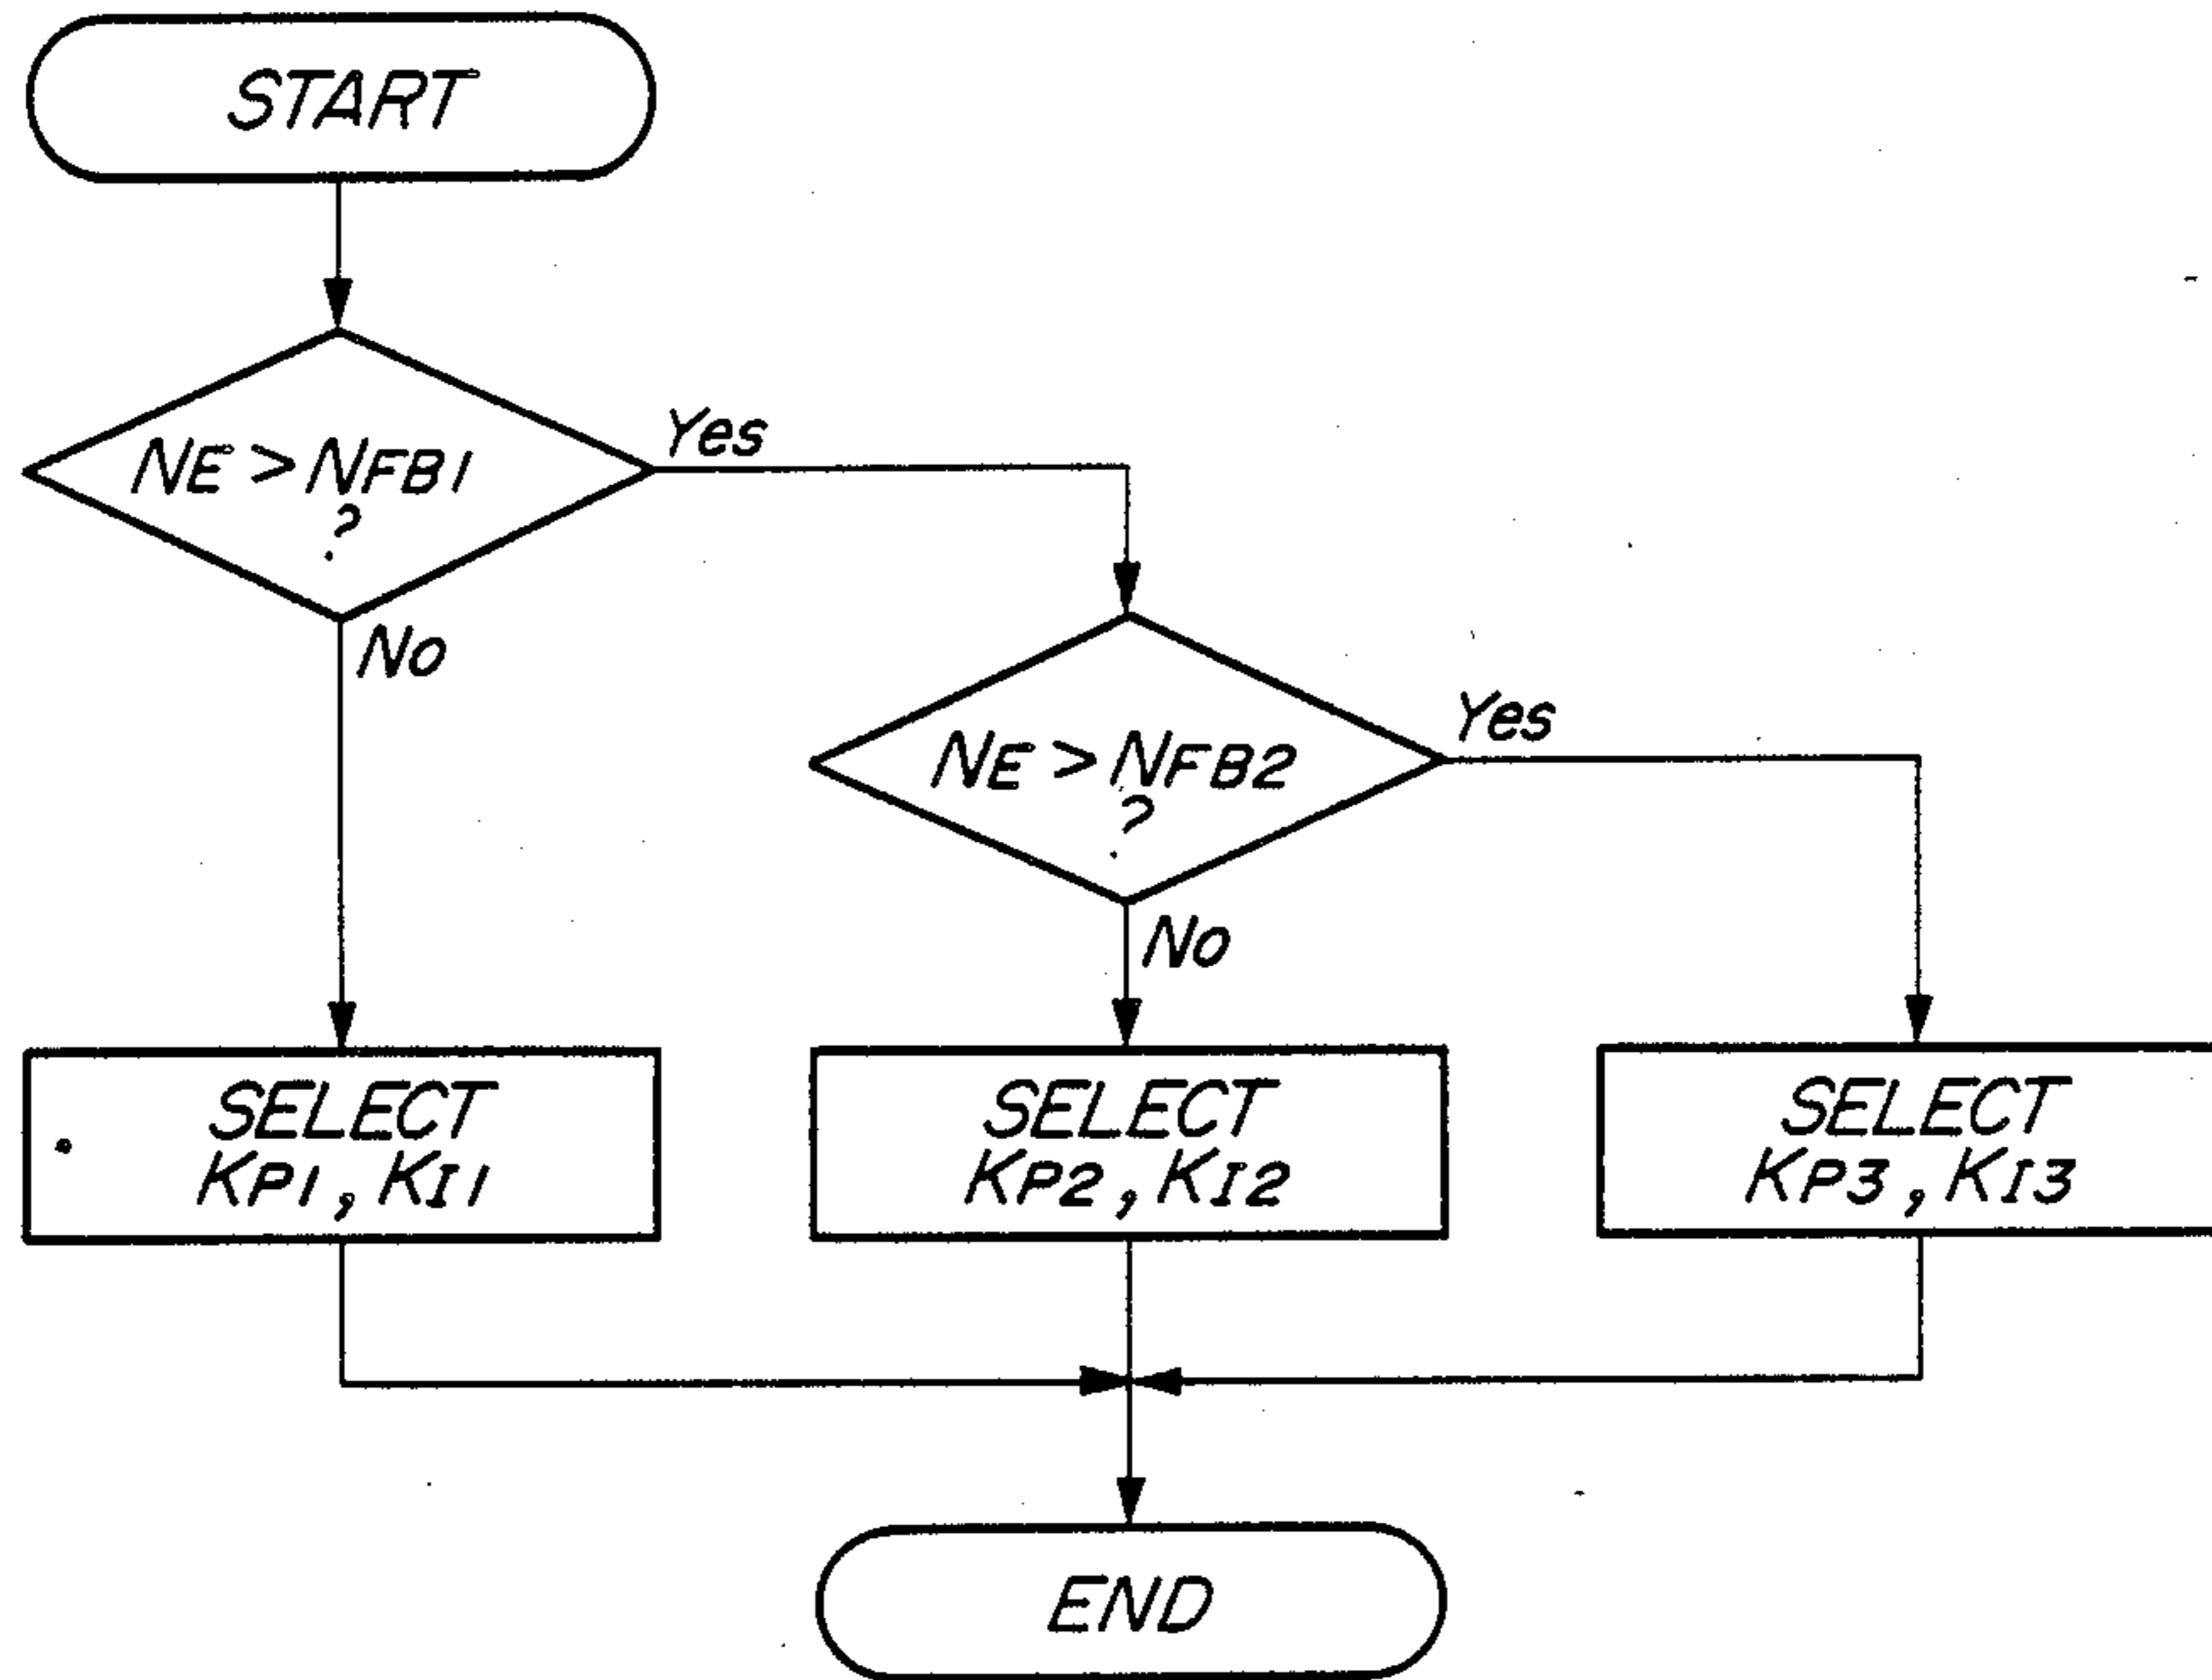 START
NE > NFB1
?
Yes
No
NE > NFB2
?
Yes
No
SELECT
KP1, KI1
SELECT
KP2, KI2
SELECT
KP3, KI3
END